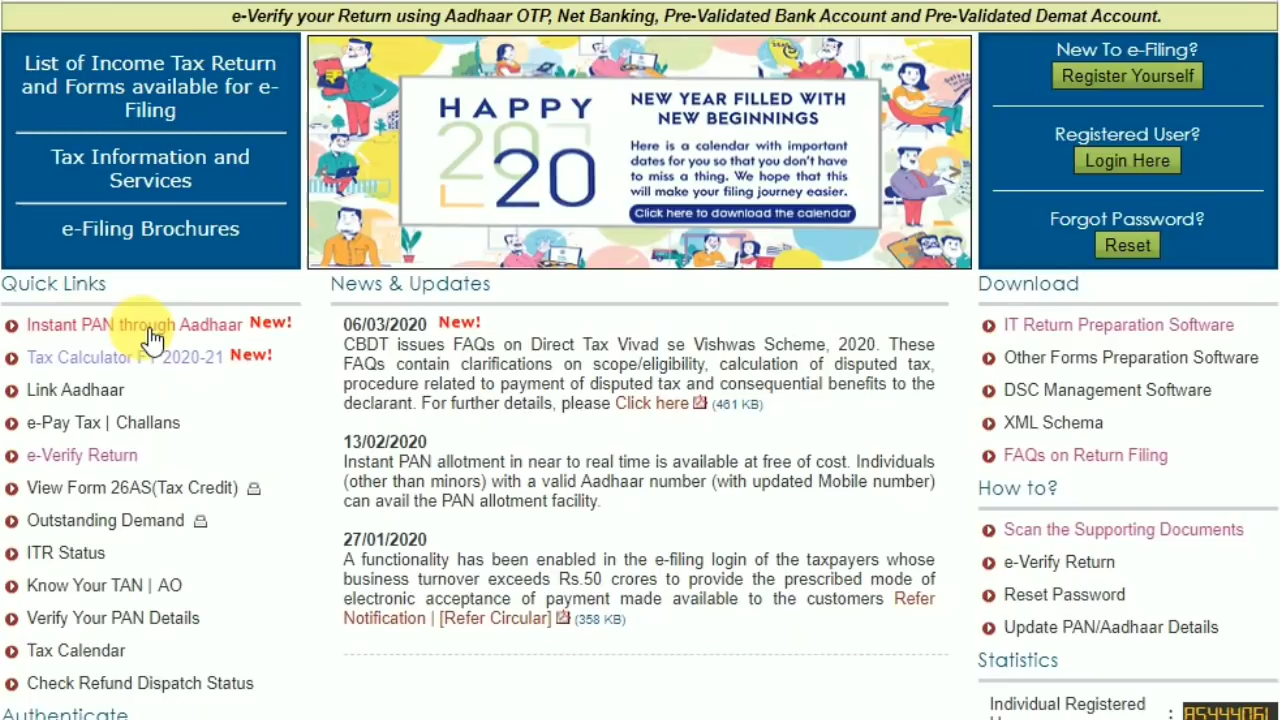 e-Verify your Return using Aadhaar OTP, Net Banking, Pre-Validated Bank Account and Pre-Validated Demat Account.
List of Income Tax Return
and Forms available for e-
Filing
Tax Information and
Services
e-Filing Brochures
HAPPY
2020
NEW YEAR FILLED WITH
NEW BEGINNINGS
Here is a calendar with important
dates for you so that you don't have
to miss a thing. We hope that this
will make your filing journey easier.
Click here to download the calendar
New To e-Filing?
Register Yourself
Registered User?
Login Here
Forgot Password?
Reset
Quick Links
Instant PAN through Aadhaar New!
Tax Calculator FY 2020-21 New!
Link Aadhaar
e-Pay Tax | Challans
e-Verify Return
View Form 26AS(Tax Credit)
Outstanding Demand
ITR Status
Know Your TAN | AO
Verify Your PAN Details
Tax Calendar
Check Refund Dispatch Status
Authenticate
News & Updates
06/03/2020 New!
CBDT issues FAQs on Direct Tax Vivad se Vishwas Scheme, 2020. These
FAQs contain clarifications on scope/eligibility, calculation of disputed tax,
procedure related to payment of disputed tax and consequential benefits to the
declarant. For further details, please Click here (461 KB)
13/02/2020
Instant PAN allotment in near to real time is available at free of cost. Individuals
(other than minors) with a valid Aadhaar number (with updated Mobile number)
can avail the PAN allotment facility.
27/01/2020
A functionality has been enabled in the e-filing login of the taxpayers whose
business turnover exceeds Rs.50 crores to provide the prescribed mode of
electronic acceptance of payment made available to the customers Refer
Notification | [Refer Circular] (358 KB)
Download
IT Return Preparation Software
Other Forms Preparation Software
DSC Management Software
XML Schema
FAQs on Return Filing
How to?
Scan the Supporting Documents
e-Verify Return
Reset Password
Update PAN/Aadhaar Details
Statistics
Individual Registered
: